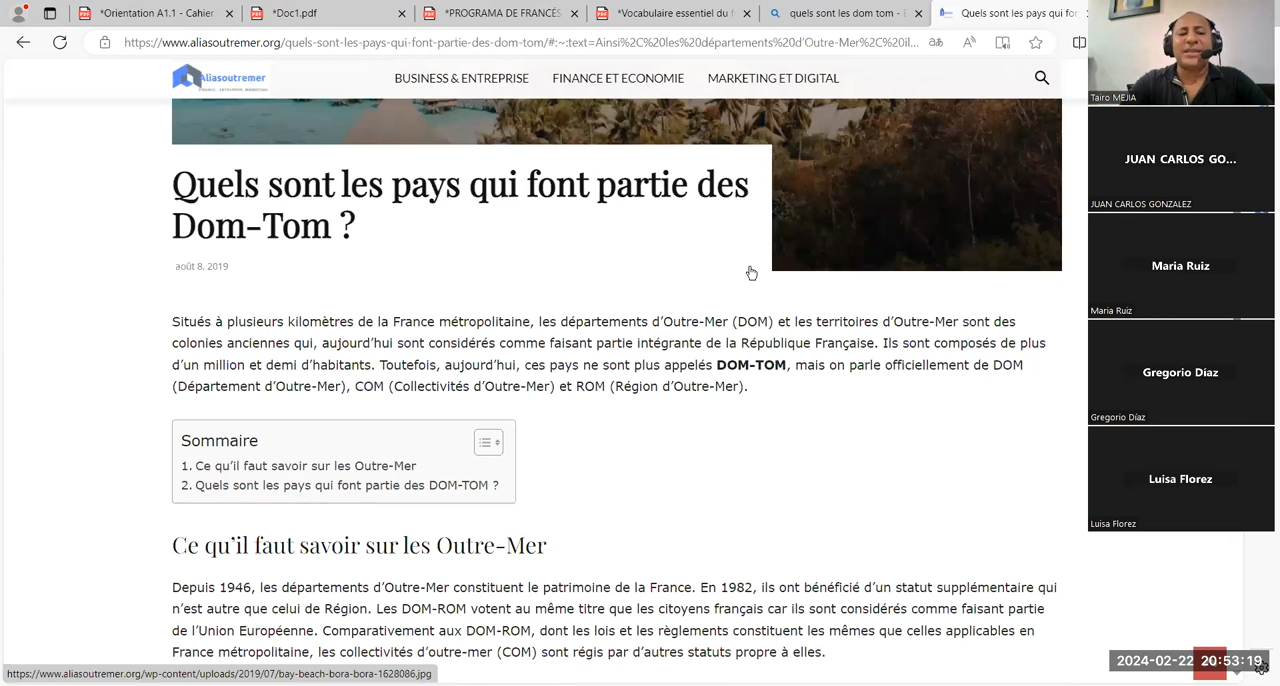 *Orientation A1.1 - Cahier
*Doc1.pdf
*PROGRAMA DE FRANCÉS
*Vocabulaire essentiel du f
quels sont les dom tom - E
Quels sont les pays qui fon
https://www.aliasoutremer.org/quels-sont-les-pays-qui-font-partie-des-dom-tom/#:~:text=Ainsi%2C%20les%20départements%20d'Outre-Mer%2C%20il...
Aliasoutremer
BUSINESS & ENTREPRISE
FINANCE ET ECONOMIE
MARKETING ET DIGITAL
Quels sont les pays qui font partie des
Dom-Tom ?
août 8, 2019
Situés à plusieurs kilomètres de la France métropolitaine, les départements d'Outre-Mer (DOM) et les territoires d'Outre-Mer sont des
colonies anciennes qui, aujourd'hui sont considérés comme faisant partie intégrante de la République Française. Ils sont composés de plus
d'un million et demi d'habitants. Toutefois, aujourd'hui, ces pays ne sont plus appelés DOM-TOM, mais on parle officiellement de DOM
(Département d'Outre-Mer), COM (Collectivités d'Outre-Mer) et ROM (Région d'Outre-Mer).
Sommaire
1. Ce qu'il faut savoir sur les Outre-Mer
2. Quels sont les pays qui font partie des DOM-TOM ?
Ce qu'il faut savoir sur les Outre-Mer
Depuis 1946, les départements d'Outre-Mer constituent le patrimoine de la France. En 1982, ils ont bénéficié d'un statut supplémentaire qui
n'est autre que celui de Région. Les DOM-ROM votent au même titre que les citoyens français car ils sont considérés comme faisant partie
de l'Union Européenne. Comparativement aux DOM-ROM, dont les lois et les règlements constituent les mêmes que celles applicables en
France métropolitaine, les collectivités d'outre-mer (COM) sont régis par d'autres statuts propre à elles.
https://www.aliasoutremer.org/wp-content/uploads/2019/07/bay-beach-bora-bora-1628086.jpg
Tairo MEJIA
JUAN CARLOS GO...
JUAN CARLOS GONZALEZ
Maria Ruiz
Maria Ruiz
Gregorio Díaz
Gregorio Díaz
Luisa Florez
Luisa Florez
2024-02-22 20:53:19